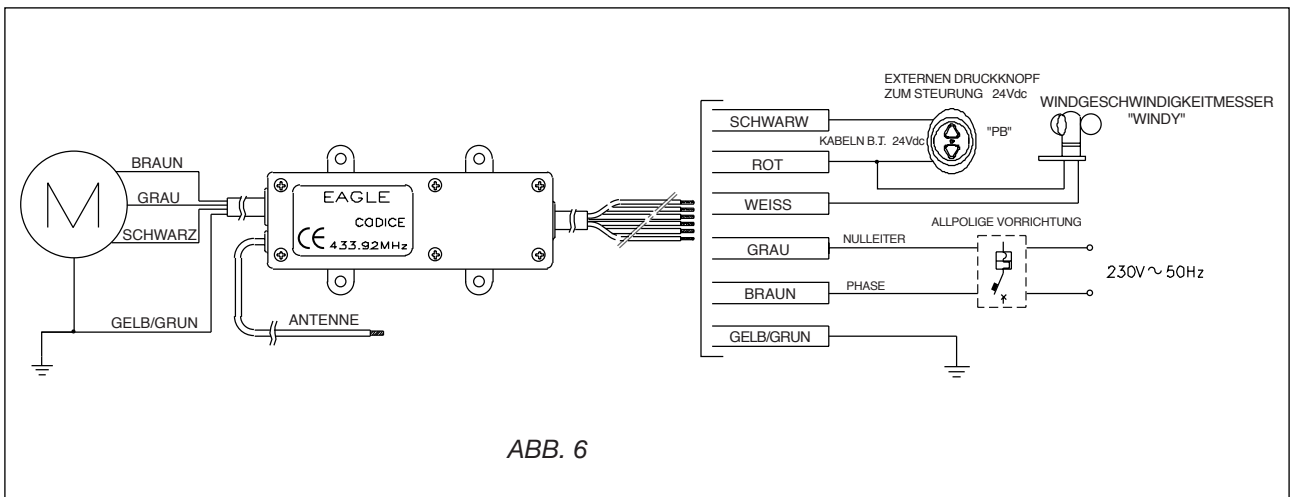 BRAUN
GRAU
SCHWARZ
GELB/GRUN
M
EAGLE
CODICE
CE 433.92MHz
ANTENNE
SCHWARW
KABELN B.T. 24Vdc
ROT
WEISS
GRAU
BRAUN
GELB/GRUN
EXTERNEN DRUCKKNOPF
ZUM STEURUNG 24Vdc
"PB"
WINDGESCHWINDIGKEITMESSER
"WINDY"
ALLPOLIGE VORRICHTUNG
NULLEITER
PHASE
230V~50Hz
ABB. 6